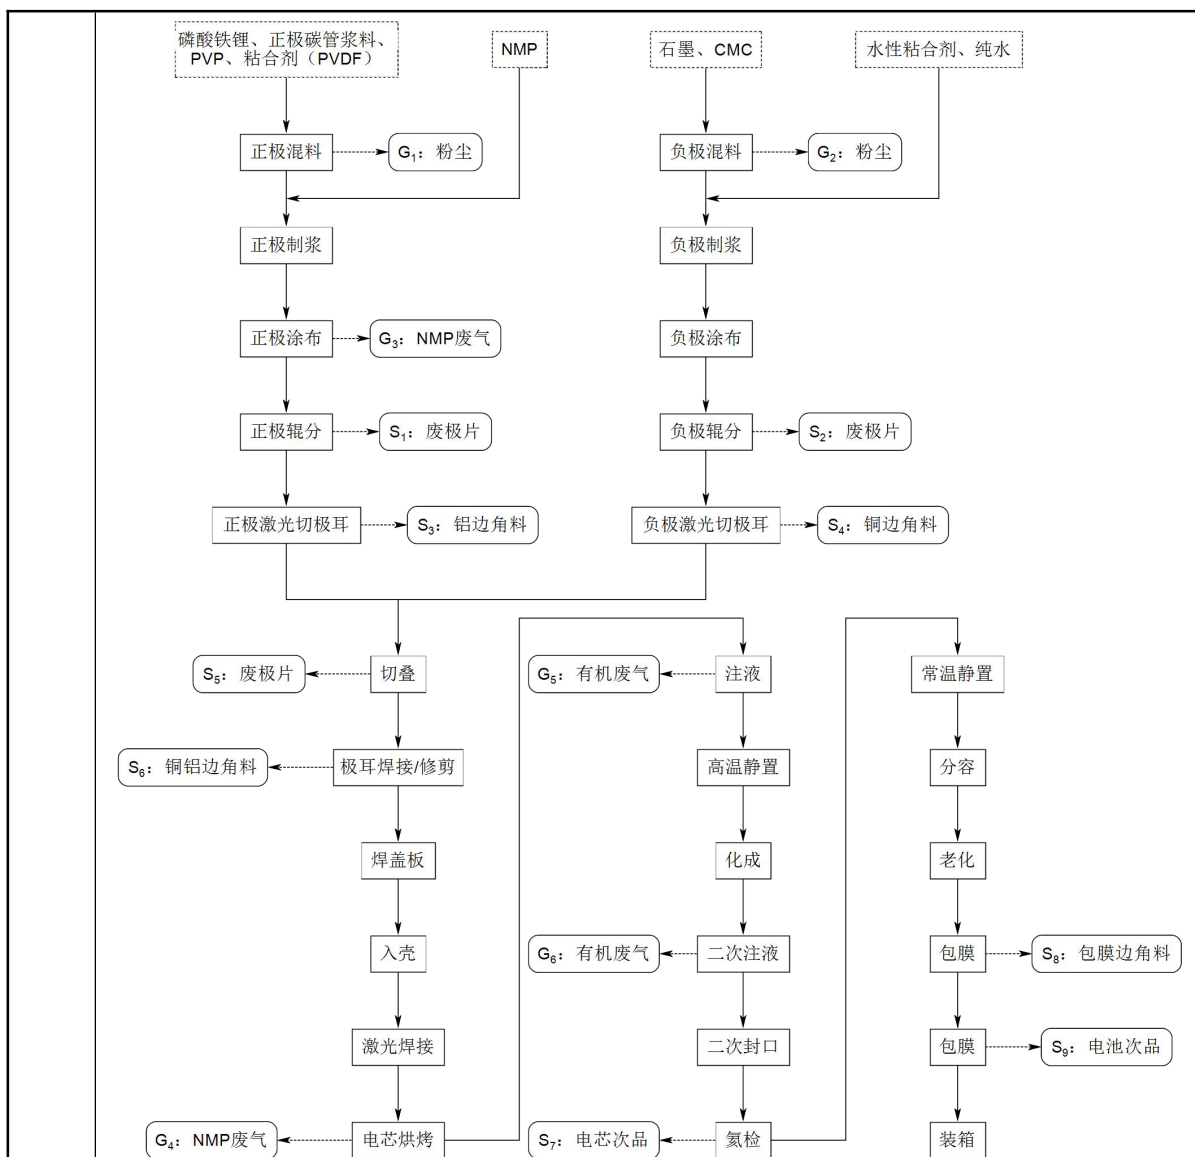 磷酸铁锂、正极碳管浆料、
PVP、粘合剂（PVDF）
NMP
石墨、CMC
水性粘合剂、纯水
正极混料
G₁：粉尘
负极混料
G₂：粉尘
正极制浆
负极制浆
正极涂布
G₃：NMP废气
负极涂布
正极辊分
S₁：废极片
负极辊分
S₂：废极片
正极激光切极耳
S₃：铝边角料
负极激光切极耳
S₄：铜边角料
S₅：废极片
切叠
G₅：有机废气
注液
常温静置
S₆：铜铝边角料
极耳焊接/修剪
高温静置
分容
焊盖板
化成
老化
入壳
G₆：有机废气
二次注液
包膜
S₈：包膜边角料
激光焊接
二次封口
包膜
S₉：电池次品
G₄：NMP废气
电芯烘烤
S₇：电芯次品
氦检
装箱